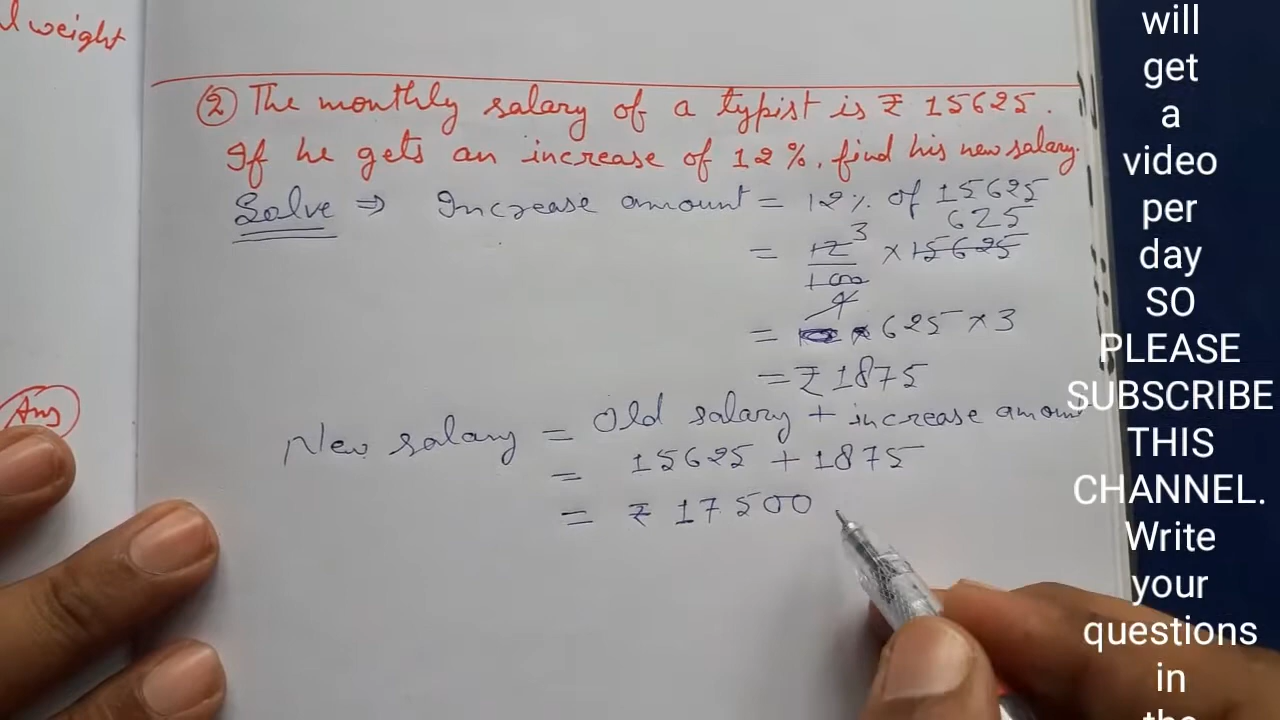 l weight
② The monthly salary of a typist is ₹ 15625.
If he gets an increase of 12%, find his new salary.
Solve ⇒ Increase amount = 12% of 15625
3 625
= 12/100 × 15625
4
= 625 × 3
= ₹ 1875
Ans
New salary = Old salary + increase amount
= 15625 + 1875
= ₹ 17500
will
get
a
video
per
day
SO
PLEASE
SUBSCRIBE
THIS
CHANNEL.
Write
your
questions
in
the